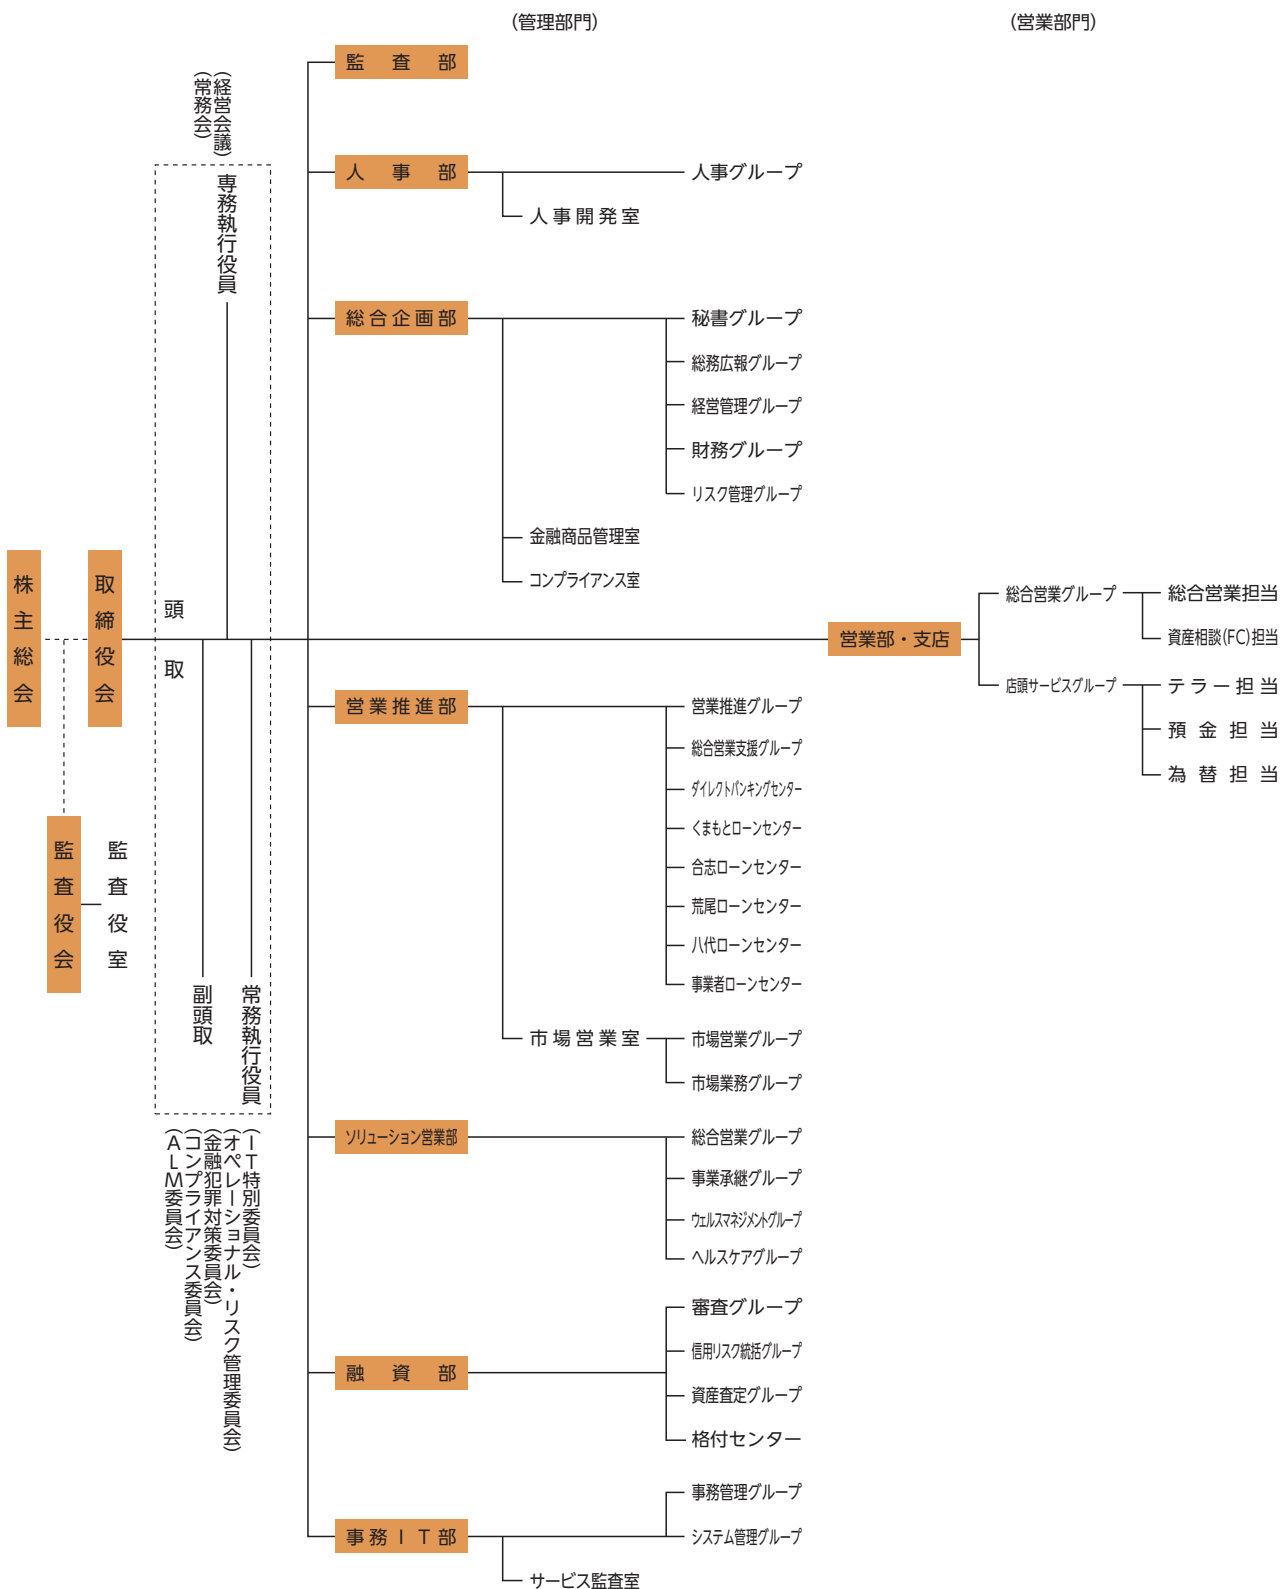 (管理部門)
(営業部門)
(経営会議)
(常務会)
専務執行役員
株主総会
取締役会
監査役会
監査役室
頭取
副頭取
常務執行役員
(IT特別委員会)
(オペレーショナル・リスク管理委員会)
(金融犯罪対策委員会)
(コンプライアンス委員会)
(ALM委員会)
監査部
人事部
人事グループ
人事開発室
総合企画部
秘書グループ
総務広報グループ
経営管理グループ
財務グループ
リスク管理グループ
金融商品管理室
コンプライアンス室
営業部・支店
総合営業グループ
総合営業担当
資産相談(FC)担当
店頭サービスグループ
テラー担当
預金担当
為替担当
営業推進部
営業推進グループ
総合営業支援グループ
ダイレクトバンキングセンター
くまもとローンセンター
合志ローンセンター
荒尾ローンセンター
八代ローンセンター
事業者ローンセンター
市場営業室
市場営業グループ
市場業務グループ
ソリューション営業部
総合営業グループ
事業承継グループ
ウェルスマネジメントグループ
ヘルスケアグループ
融資部
審査グループ
信用リスク統括グループ
資産査定グループ
格付センター
事務IT部
事務管理グループ
システム管理グループ
サービス監査室